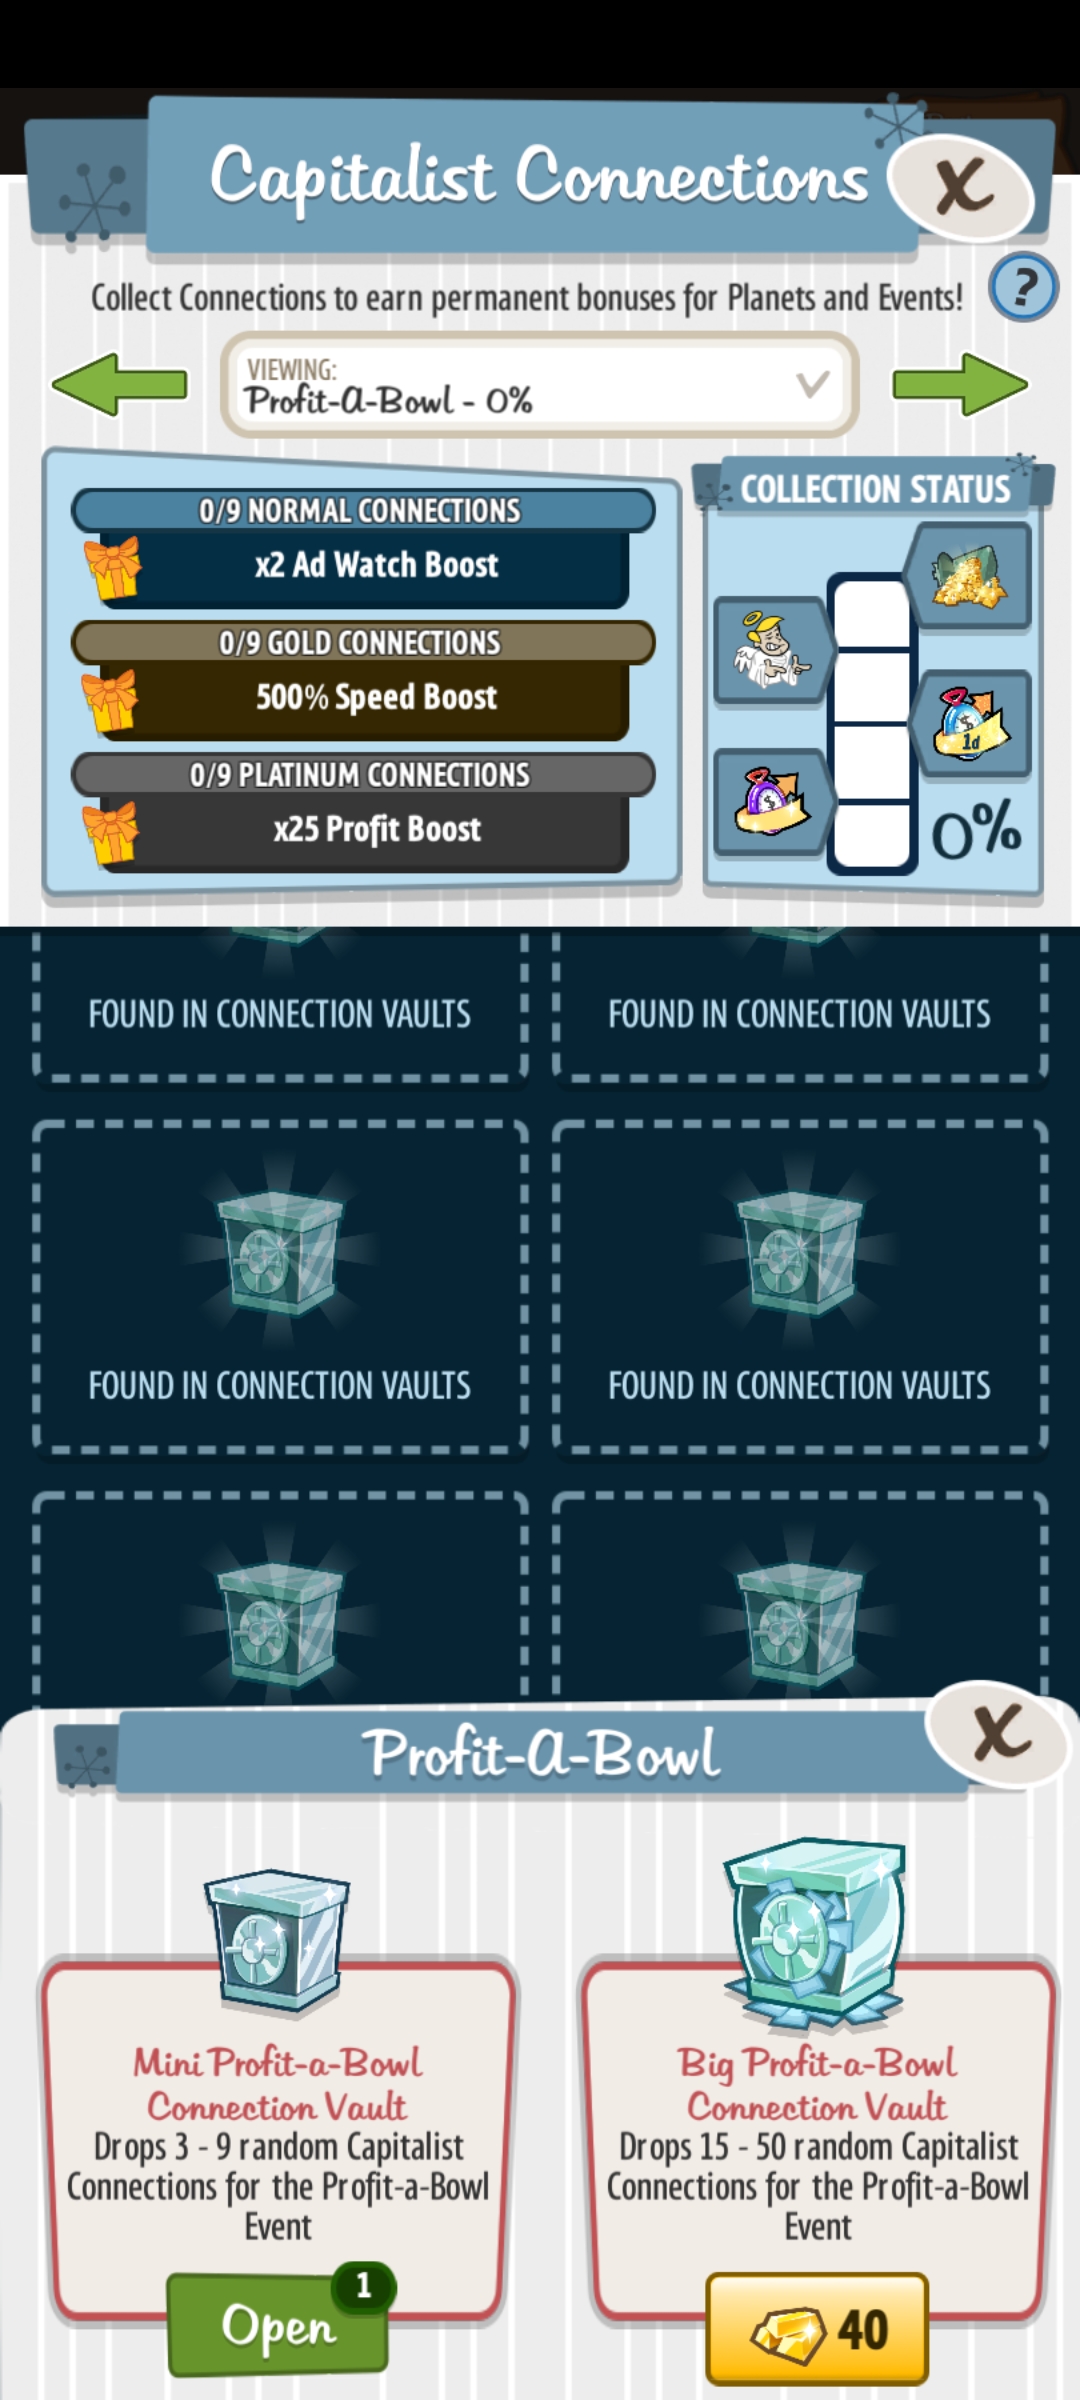 Capitalist Connections
X
Collect Connections to earn permanent bonuses for Planets and Events!
?
VIEWING:
Profit-A-Bowl - 0%
0/9 NORMAL CONNECTIONS
x2 Ad Watch Boost
0/9 GOLD CONNECTIONS
500% Speed Boost
0/9 PLATINUM CONNECTIONS
x25 Profit Boost
COLLECTION STATUS
1d
0%
FOUND IN CONNECTION VAULTS
FOUND IN CONNECTION VAULTS
FOUND IN CONNECTION VAULTS
FOUND IN CONNECTION VAULTS
Profit-A-Bowl
X
Mini Profit-a-Bowl
Connection Vault
Drops 3 - 9 random Capitalist
Connections for the Profit-a-Bowl
Event
1
Open
Big Profit-a-Bowl
Connection Vault
Drops 15 - 50 random Capitalist
Connections for the Profit-a-Bowl
Event
40